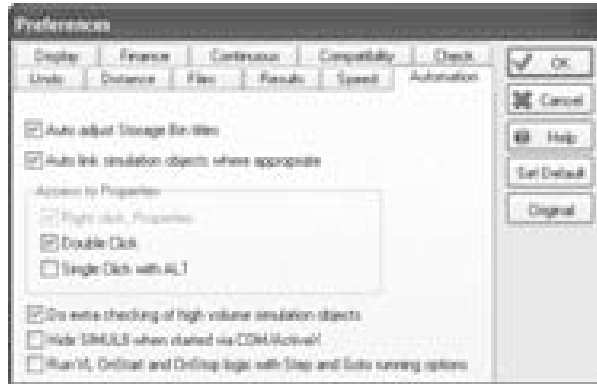 Preferences
Display Finance Continuous Compatibility Check
Undo Distance Files Results Speed Automation
Auto adjust Storage Bin titles
Auto link simulation objects where appropriate
Access to Properties
Right click, Properties
Double Click
Single Click with ALT
Do extra checking of high volume simulation objects
Hide SIMUL8 when started via COM/ActiveX
Run VL OnStart and OnStop logic with Step and Goto running options
OK
Cancel
Help
Set Default
Original